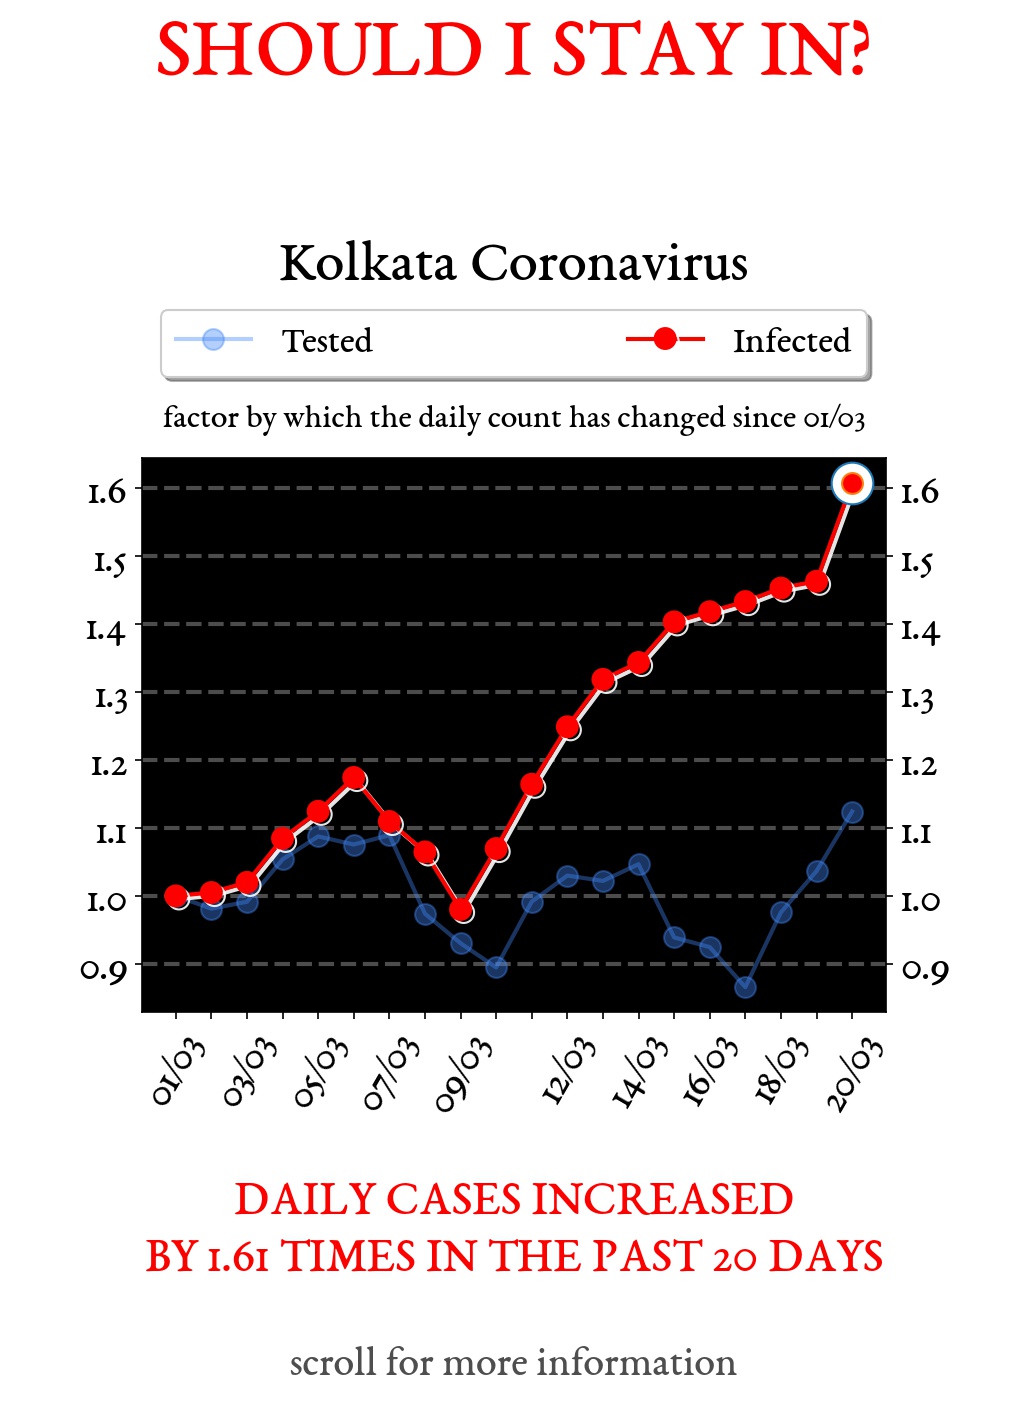 SHOULD I STAY IN?
Kolkata Coronavirus
Tested Infected
factor by which the daily count has changed since 01/03
1.6 1.6
1.5 1.5
1.4 1.4
1.3 1.3
1.2 1.2
1.1 1.1
1.0 1.0
0.9 0.9
01/03 03/03 05/03 07/03 09/03 12/03 14/03 16/03 18/03 20/03
DAILY CASES INCREASED
BY 1.61 TIMES IN THE PAST 20 DAYS
scroll for more information